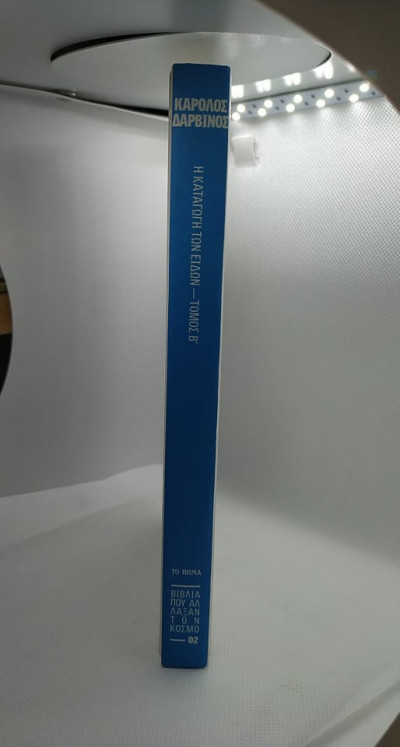 ΚΑΡΟΛΟΣ
ΔΑΡΒΙΝΟΣ
Η ΚΑΤΑΓΩΓΗ ΤΩΝ ΕΙΔΩΝ — ΤΟΜΟΣ Β'
ΤΟ ΒΗΜΑ
ΒΙΒΛΙΑ
ΠΟΥ ΑΛ
ΛΑΞΑΝ
ΤΟΝ
ΚΟΣΜΟ
02